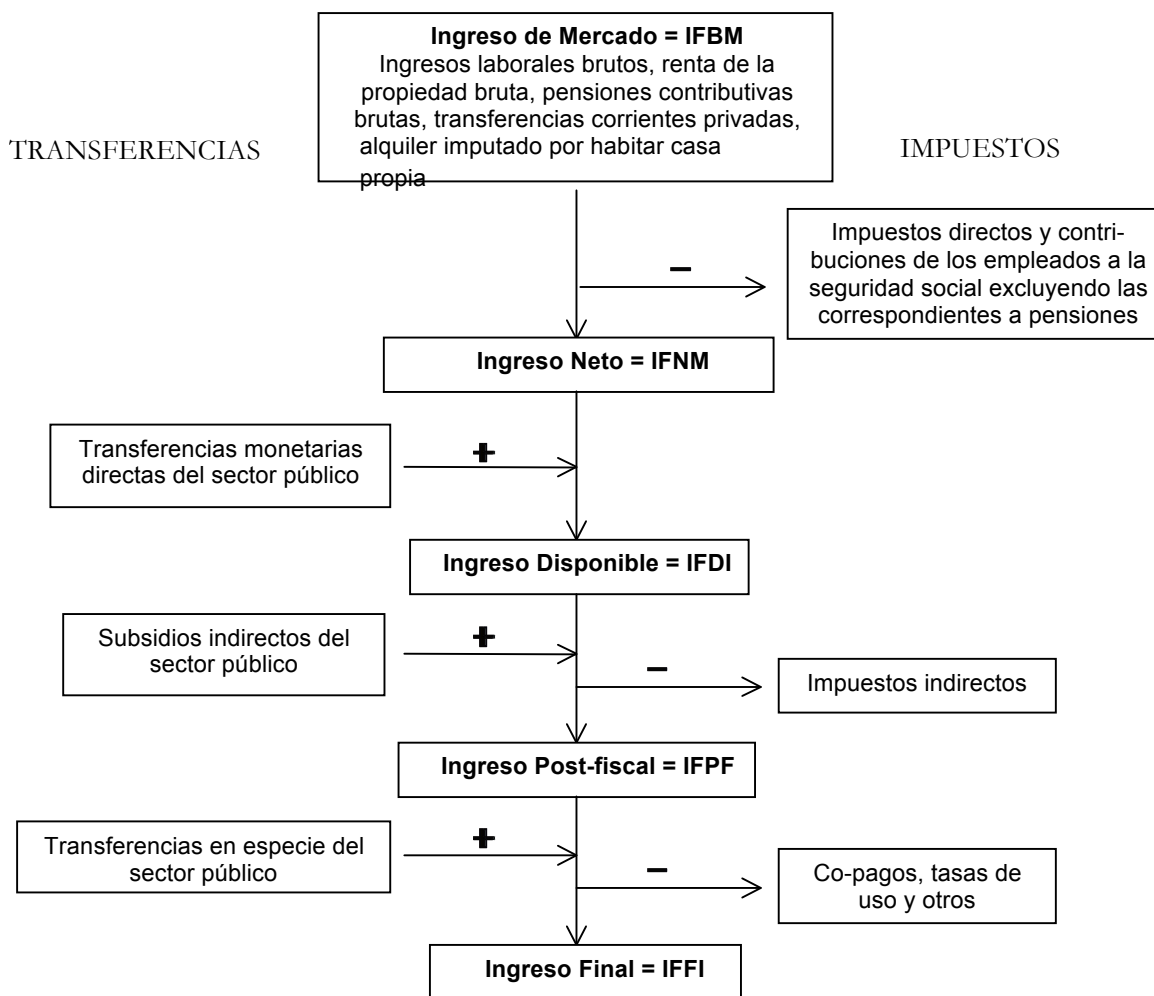 Ingreso de Mercado = IFBM
Ingresos laborales brutos, renta de la
propiedad bruta, pensiones contributivas
brutas, transferencias corrientes privadas,
alquiler imputado por habitar casa
propia
TRANSFERENCIAS
IMPUESTOS
−
Impuestos directos y contri-
buciones de los empleados a la
seguridad social excluyendo las
correspondientes a pensiones
Ingreso Neto = IFNM
Transferencias monetarias
directas del sector público
+
Ingreso Disponible = IFDI
Subsidios indirectos del
sector público
+
−
Impuestos indirectos
Ingreso Post-fiscal = IFPF
Transferencias en especie del
sector público
+
−
Co-pagos, tasas de
uso y otros
Ingreso Final = IFFI